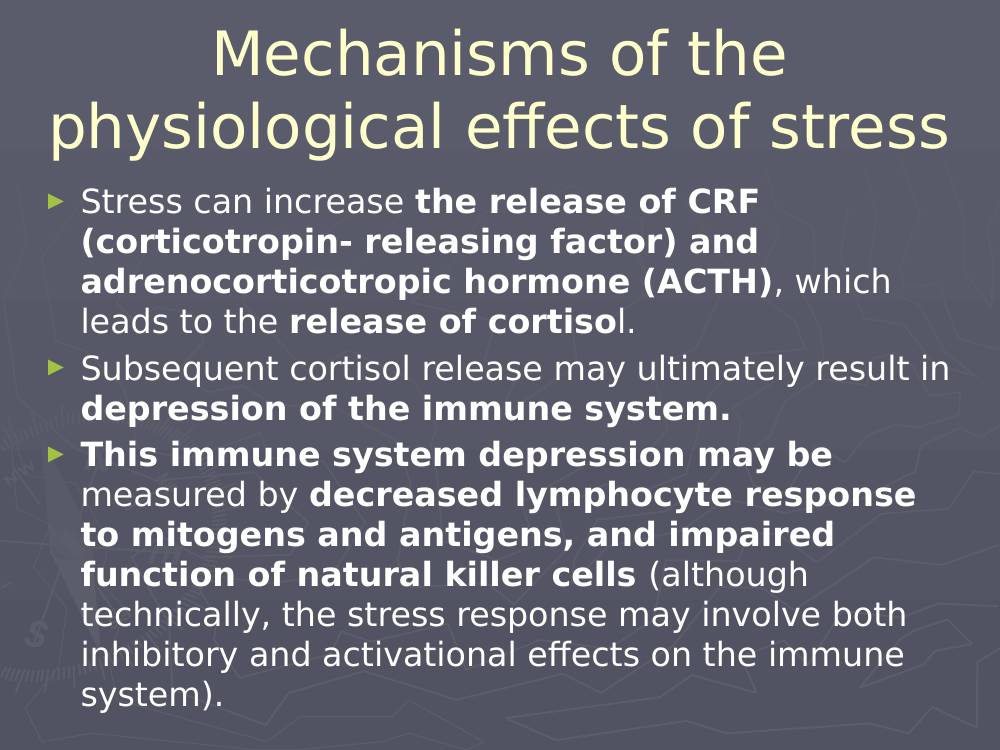 Mechanisms of the
physiological effects of stress
► Stress can increase the release of CRF
(corticotropin- releasing factor) and
adrenocorticotropic hormone (ACTH), which
leads to the release of cortisol.
► Subsequent cortisol release may ultimately result in
depression of the immune system.
► This immune system depression may be
measured by decreased lymphocyte response
to mitogens and antigens, and impaired
function of natural killer cells (although
technically, the stress response may involve both
inhibitory and activational effects on the immune
system).
NW
S